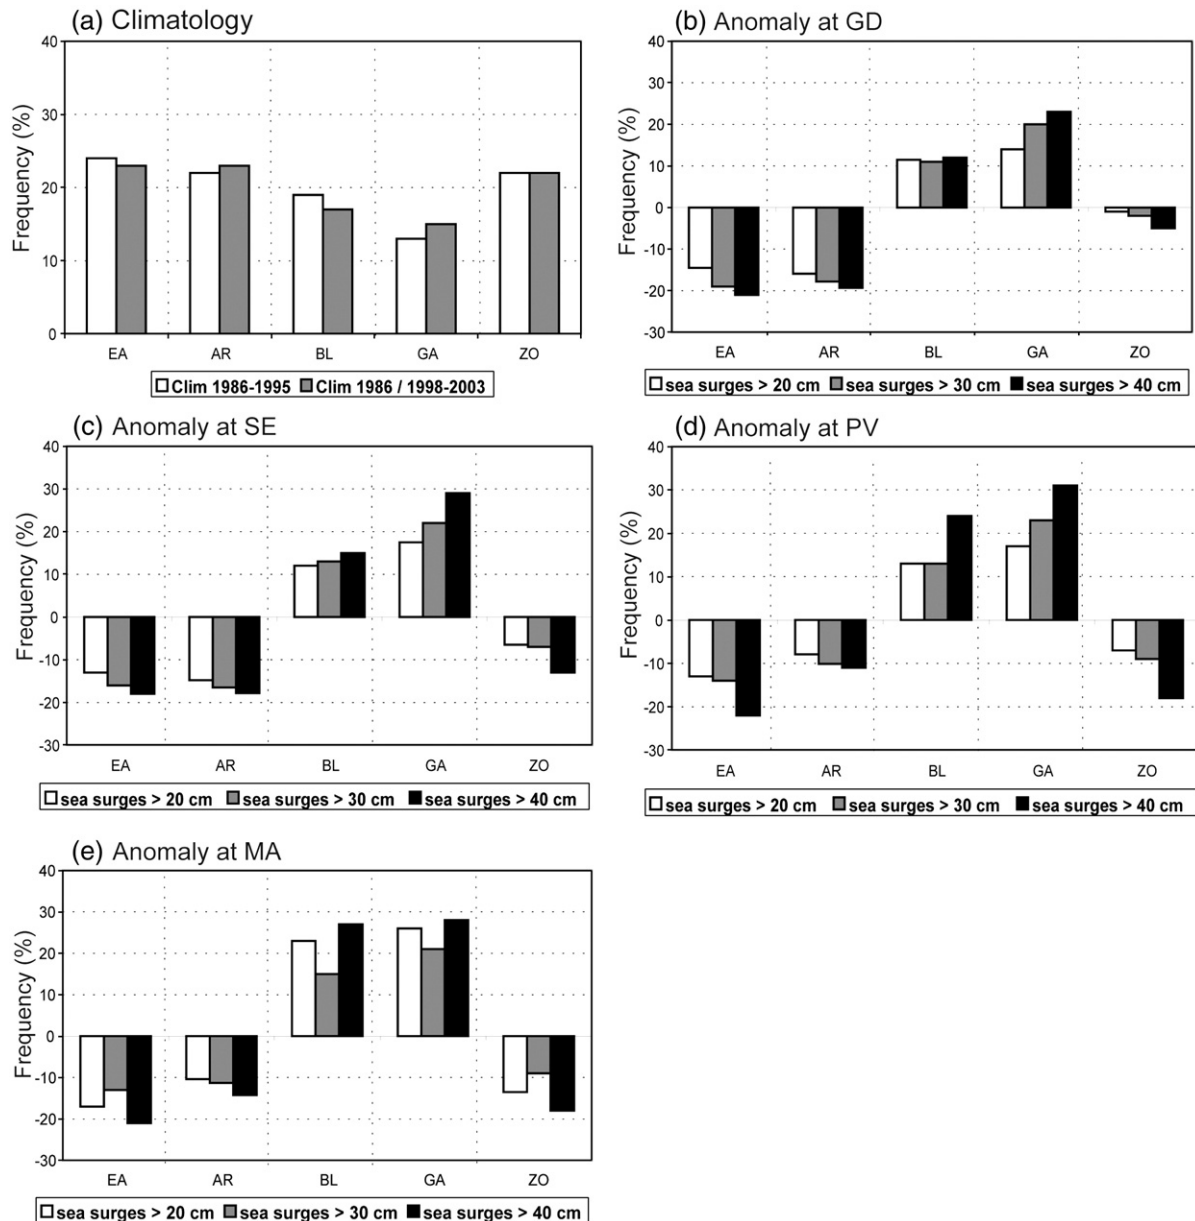 (a) Climatology
Frequency (%)
40
30
20
10
0
EA AR BL GA ZO
Clim 1986-1995 Clim 1986 / 1998-2003
(b) Anomaly at GD
Frequency (%)
40
30
20
10
0
-10
-20
-30
EA AR BL GA ZO
sea surges > 20 cm sea surges > 30 cm sea surges > 40 cm
(c) Anomaly at SE
Frequency (%)
40
30
20
10
0
-10
-20
-30
EA AR BL GA ZO
sea surges > 20 cm sea surges > 30 cm sea surges > 40 cm
(d) Anomaly at PV
Frequency (%)
40
30
20
10
0
-10
-20
-30
EA AR BL GA ZO
sea surges > 20 cm sea surges > 30 cm sea surges > 40 cm
(e) Anomaly at MA
Frequency (%)
40
30
20
10
0
-10
-20
-30
EA AR BL GA ZO
sea surges > 20 cm sea surges > 30 cm sea surges > 40 cm